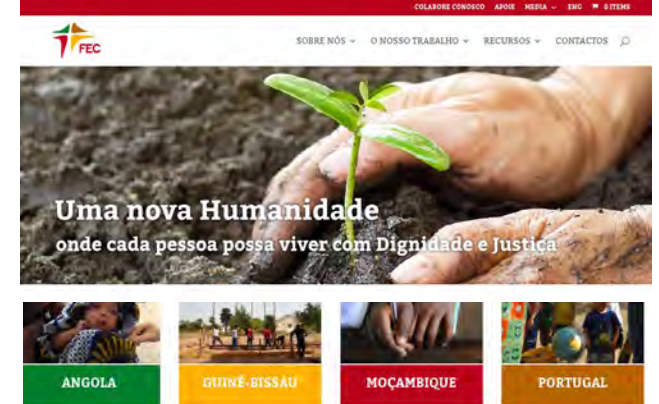 COLABORE CONOSCO APOIE MEDIA ENG 0 ITEMS
FEC
SOBRE NÓS O NOSSO TRABALHO RECURSOS CONTACTOS
Uma nova Humanidade
onde cada pessoa possa viver com Dignidade e Justiça
ANGOLA GUINÉ-BISSAU MOÇAMBIQUE PORTUGAL